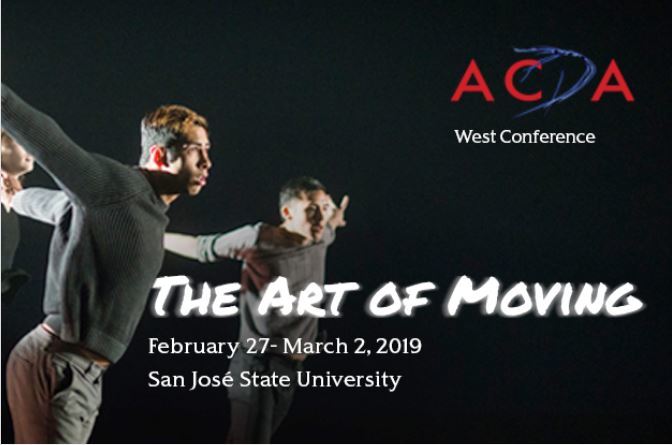 ACDA
West Conference
The Art of Moving
February 27- March 2, 2019
San José State University